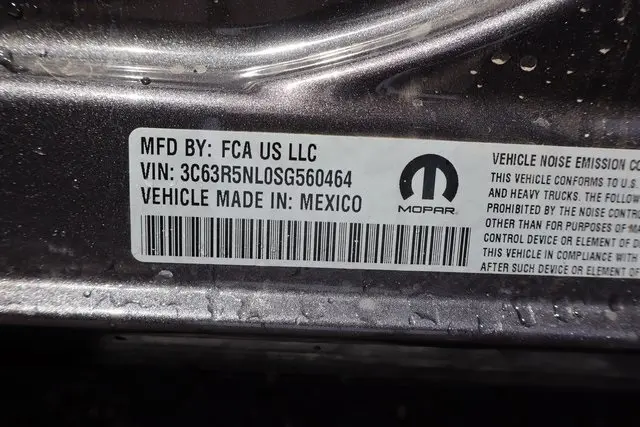 MFD BY: FCA US LLC
VIN: 3C63R5NL0SG560464
VEHICLE MADE IN: MEXICO
MOPAR
VEHICLE NOISE EMISSION CO
THIS VEHICLE CONFORMS TO U.S.
AND HEAVY TRUCKS. THE FOLLOW
PROHIBITED BY THE NOISE CONTR
OTHER THAN FOR PURPOSES OF MA
CONTROL DEVICE OR ELEMENT OF D
THIS VEHICLE IN COMPLIANCE WITH
AFTER SUCH DEVICE OR ELEMENT O